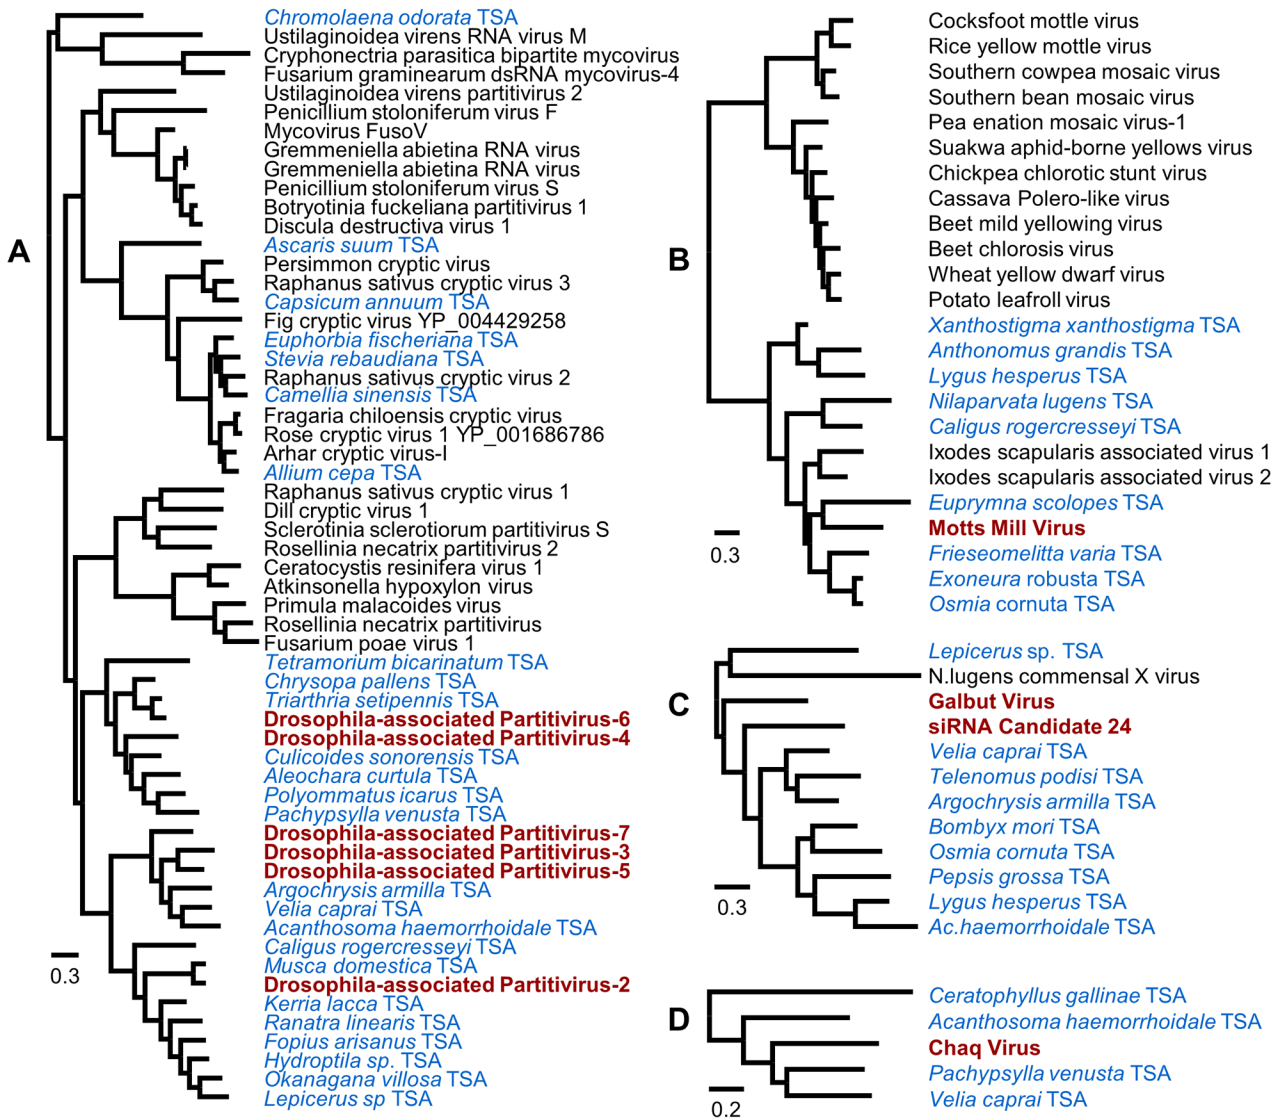 A
Chromolaena odorata TSA
Ustilaginoidea virens RNA virus M
Cryphonectria parasitica bipartite mycovirus
Fusarium graminearum dsRNA mycovirus-4
Ustilaginoidea virens partitivirus 2
Penicillium stoloniferum virus F
Mycovirus FusoV
Gremmeniella abietina RNA virus
Gremmeniella abietina RNA virus
Penicillium stoloniferum virus S
Botryotinia fuckeliana partitivirus 1
Discula destructiva virus 1
Ascaris suum TSA
Persimmon cryptic virus
Raphanus sativus cryptic virus 3
Capsicum annuum TSA
Fig cryptic virus YP_004429258
Euphorbia fischeriana TSA
Stevia rebaudiana TSA
Raphanus sativus cryptic virus 2
Camellia sinensis TSA
Fragaria chiloensis cryptic virus
Rose cryptic virus 1 YP_001686786
Arhar cryptic virus-I
Allium cepa TSA
Raphanus sativus cryptic virus 1
Dill cryptic virus 1
Sclerotinia sclerotiorum partitivirus S
Rosellinia necatrix partitivirus 2
Ceratocystis resinifera virus 1
Atkinsonella hypoxylon virus
Primula malacoides virus
Rosellinia necatrix partitivirus
Fusarium poae virus 1
Tetramorium bicarinatum TSA
Chrysopa pallens TSA
Triarthria setipennis TSA
Drosophila-associated Partitivirus-6
Drosophila-associated Partitivirus-4
Culicoides sonorensis TSA
Aleochara curtula TSA
Polyommatus icarus TSA
Pachypsylla venusta TSA
Drosophila-associated Partitivirus-7
Drosophila-associated Partitivirus-3
Drosophila-associated Partitivirus-5
Argochrysis armilla TSA
Velia caprai TSA
Acanthosoma haemorrhoidale TSA
Caligus rogercresseyi TSA
Musca domestica TSA
Drosophila-associated Partitivirus-2
Kerria lacca TSA
Ranatra linearis TSA
Fopius arisanus TSA
Hydroptila sp. TSA
Okanagana villosa TSA
Lepicerus sp TSA
0.3
B
Cocksfoot mottle virus
Rice yellow mottle virus
Southern cowpea mosaic virus
Southern bean mosaic virus
Pea enation mosaic virus-1
Suakwa aphid-borne yellows virus
Chickpea chlorotic stunt virus
Cassava Polero-like virus
Beet mild yellowing virus
Beet chlorosis virus
Wheat yellow dwarf virus
Potato leafroll virus
Xanthostigma xanthostigma TSA
Anthonomus grandis TSA
Lygus hesperus TSA
Nilaparvata lugens TSA
Caligus rogercresseyi TSA
Ixodes scapularis associated virus 1
Ixodes scapularis associated virus 2
Euprymna scolopes TSA
Motts Mill Virus
Frieseomelitta varia TSA
Exoneura robusta TSA
Osmia cornuta TSA
0.3
C
Lepicerus sp. TSA
N.lugens commensal X virus
Galbut Virus
siRNA Candidate 24
Velia caprai TSA
Telenomus podisi TSA
Argochrysis armilla TSA
Bombyx mori TSA
Osmia cornuta TSA
Pepsis grossa TSA
Lygus hesperus TSA
Ac.haemorrhoidale TSA
0.3
D
Ceratophyllus gallinae TSA
Acanthosoma haemorrhoidale TSA
Chaq Virus
Pachypsylla venusta TSA
Velia caprai TSA
0.2